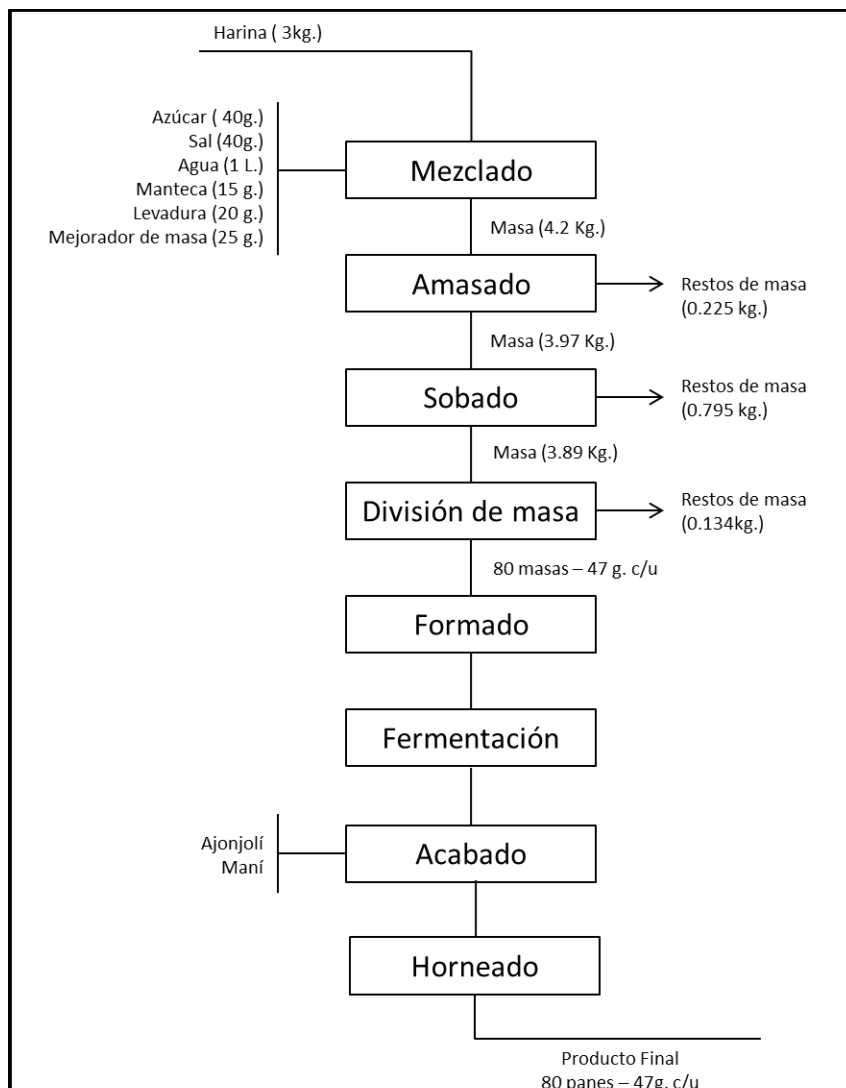 Harina ( 3kg.)
Azúcar ( 40g.)
Sal (40g.)
Agua (1 L.)
Manteca (15 g.)
Levadura (20 g.)
Mejorador de masa (25 g.)
Mezclado
Masa (4.2 Kg.)
Amasado
Restos de masa
(0.225 kg.)
Masa (3.97 Kg.)
Sobado
Restos de masa
(0.795 kg.)
Masa (3.89 Kg.)
División de masa
Restos de masa
(0.134kg.)
80 masas – 47 g. c/u
Formado
Fermentación
Ajonjolí
Maní
Acabado
Horneado
Producto Final
80 panes – 47g. c/u